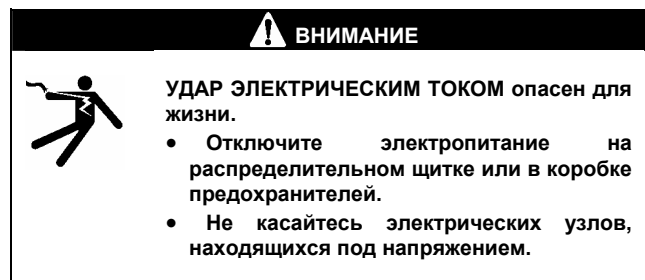 ВНИМАНИЕ
УДАР ЭЛЕКТРИЧЕСКИМ ТОКОМ опасен для
жизни.
• Отключите электропитание на
распределительном щитке или в коробке
предохранителей.
• Не касайтесь электрических узлов,
находящихся под напряжением.